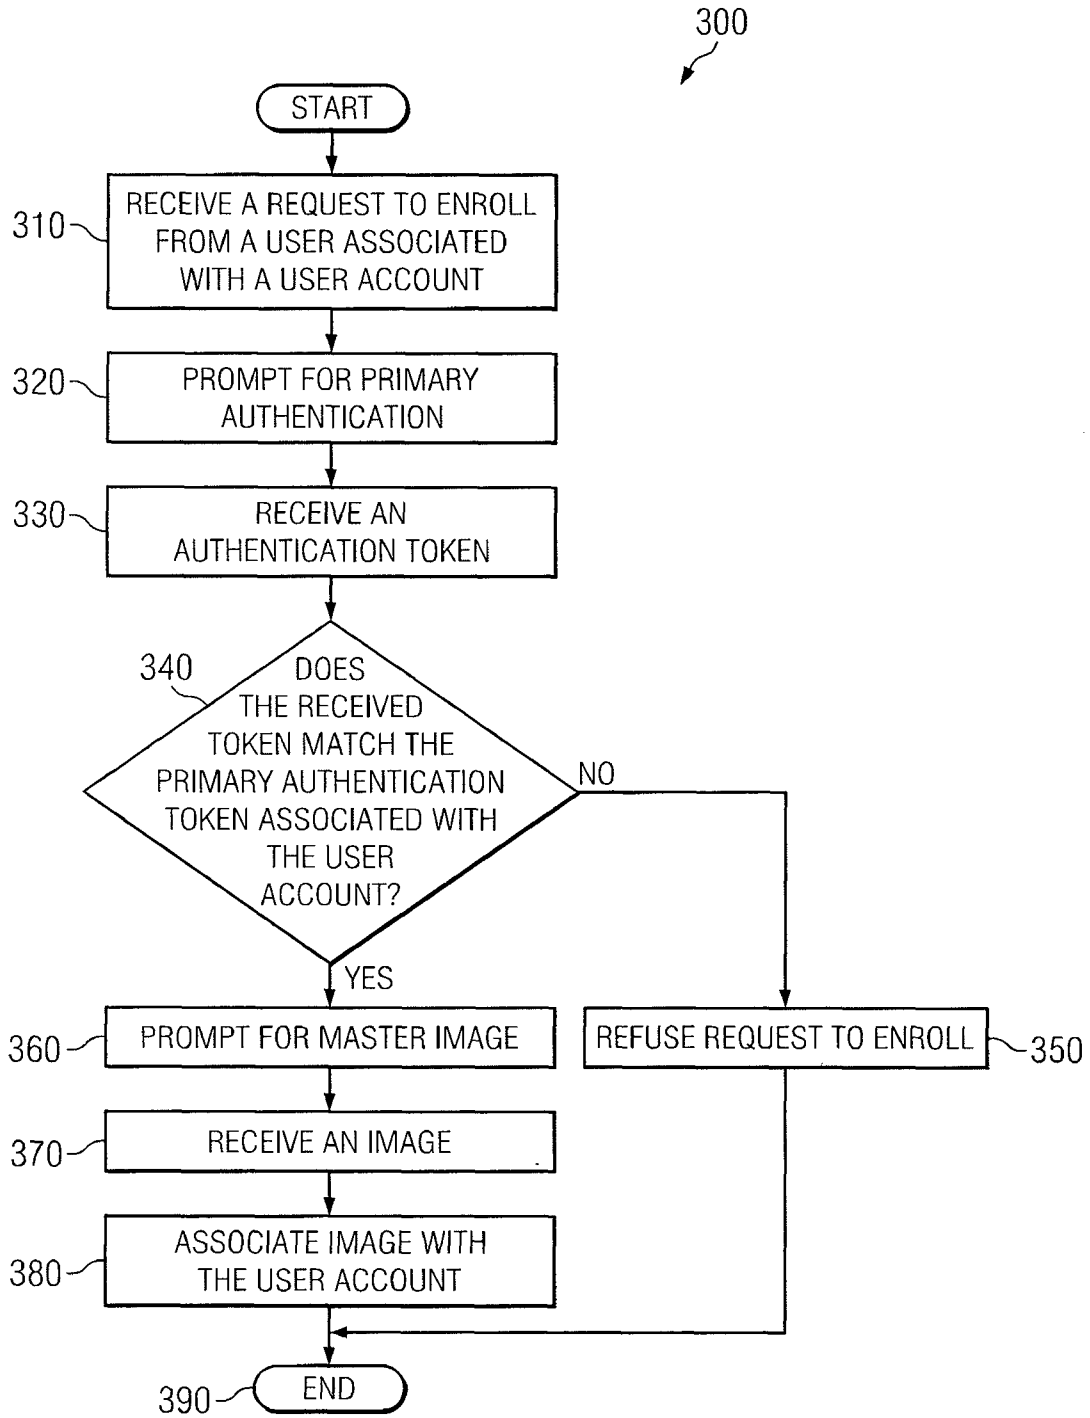 300
START
310
RECEIVE A REQUEST TO ENROLL
FROM A USER ASSOCIATED
WITH A USER ACCOUNT
320
PROMPT FOR PRIMARY
AUTHENTICATION
330
RECEIVE AN
AUTHENTICATION TOKEN
340
DOES
THE RECEIVED
TOKEN MATCH THE
PRIMARY AUTHENTICATION
TOKEN ASSOCIATED WITH
THE USER
ACCOUNT?
NO
YES
360
PROMPT FOR MASTER IMAGE
REFUSE REQUEST TO ENROLL
350
370
RECEIVE AN IMAGE
380
ASSOCIATE IMAGE WITH
THE USER ACCOUNT
390
END